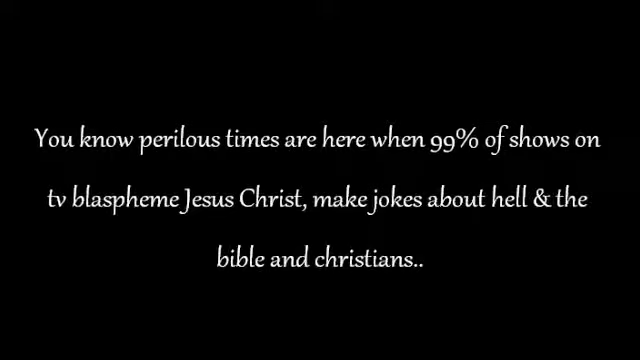 You know perilous times are here when 99% of shows on
tv blaspheme Jesus Christ, make jokes about hell & the
bible and christians..